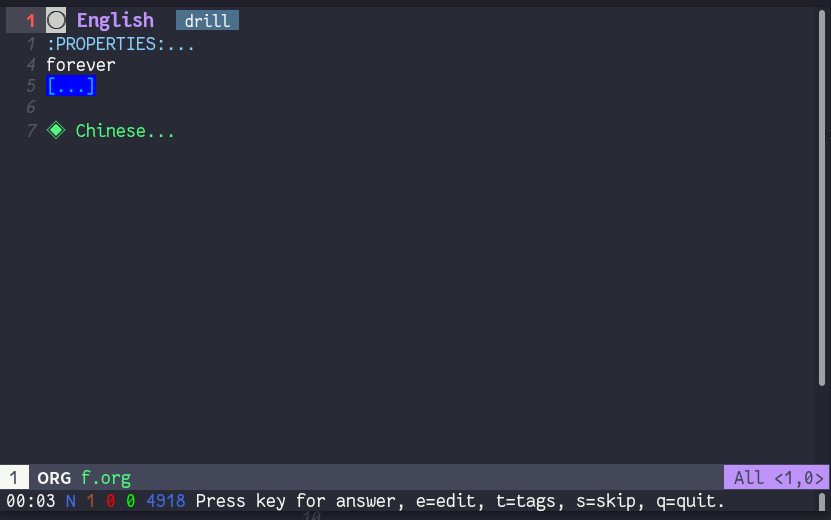 1 English drill
1 :PROPERTIES:...
4 forever
5 [...]
6
7 Chinese...
1 ORG f.org All <1,0>
00:03 N 1 0 0 4918 Press key for answer, e=edit, t=tags, s=skip, q=quit.
10